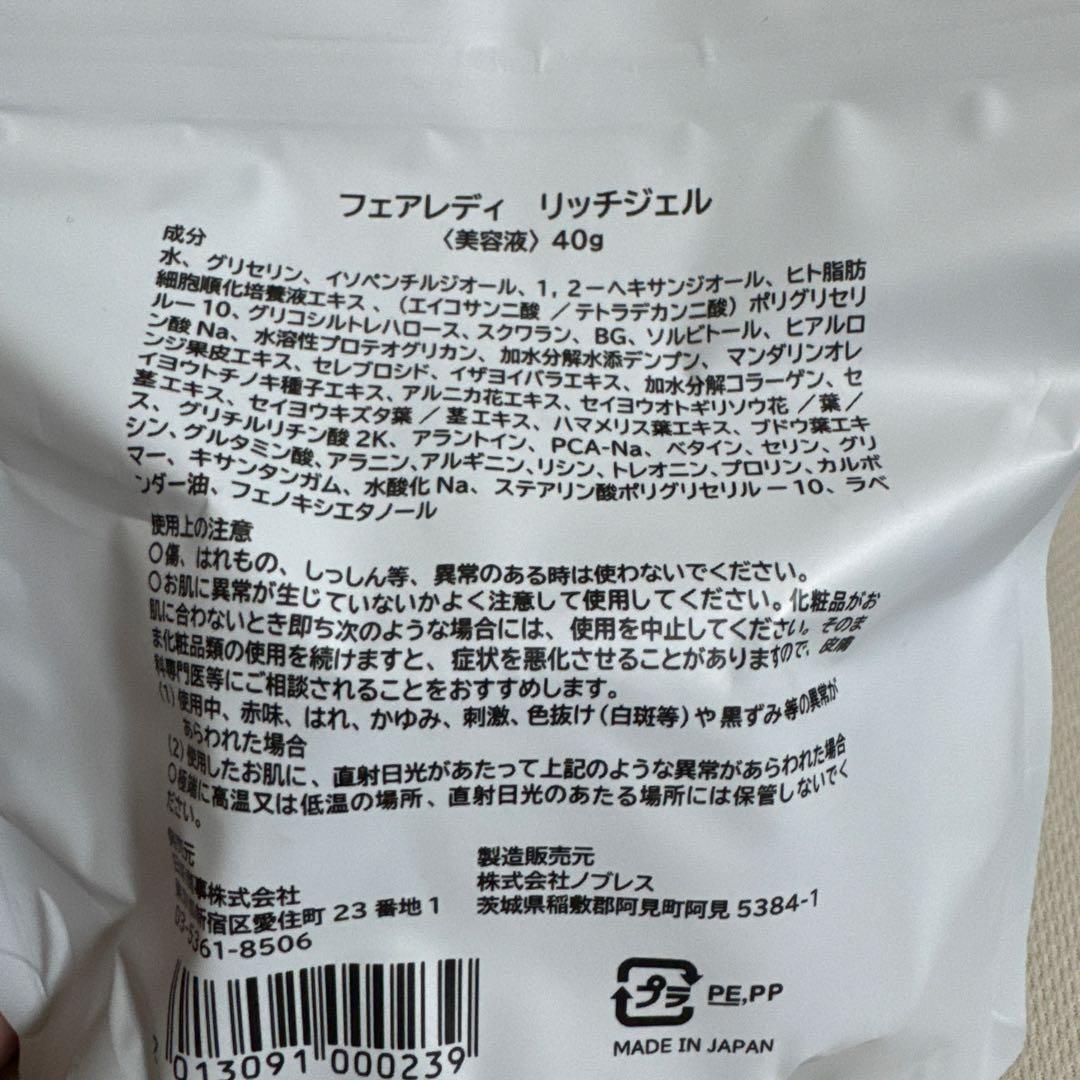 フェアレディ　リッチジェル
〈美容液〉40g
成分
水、グリセリン、イソペンチルジオール、1, 2－ヘキサンジオール、ヒト脂肪
細胞順化培養液エキス、（エイコサン二酸／テトラデカン二酸）ポリグリセリ
ル－10、グリコシルトレハロース、スクワラン、BG、ソルビトール、ヒアルロ
ン酸Na、水溶性プロテオグリカン、加水分解水添デンプン、マンダリンオレ
ンジ果皮エキス、セレブロシド、イザヨイバラエキス、加水分解コラーゲン、セ
イヨウトチノキ種子エキス、アルニカ花エキス、セイヨウオトギリソウ花／葉／
茎エキス、セイヨウキズタ葉／茎エキス、ハマメリス葉エキス、ブドウ葉エキ
ス、グリチルリチン酸2K、アラントイン、PCA-Na、ベタイン、セリン、グリ
シン、グルタミン酸、アラニン、アルギニン、リシン、トレオニン、プロリン、カルボ
マー、キサンタンガム、水酸化Na、ステアリン酸ポリグリセリル－10、ラベ
ンダー油、フェノキシエタノール
使用上の注意
○傷、はれもの、しっしん等、異常のある時は使わないでください。
○お肌に異常が生じていないかよく注意して使用してください。化粧品がお
肌に合わないとき即ち次のような場合には、使用を中止してください。そのま
ま化粧品類の使用を続けますと、症状を悪化させることがありますので、皮膚
科専門医等にご相談されることをおすすめします。
(1)使用中、赤味、はれ、かゆみ、刺激、色抜け(白斑等)や黒ずみ等の異常が
あらわれた場合
(2)使用したお肌に、直射日光があたって上記のような異常があらわれた場合
○極端に高温又は低温の場所、直射日光のあたる場所には保管しないでく
ださい。
元
事株式会社
新宿区愛住町23番地1
03-5361-8506
製造販売元
株式会社ノブレス
茨城県稲敷郡阿見町阿見5384-1
013091 000239
プラ PE,PP
MADE IN JAPAN